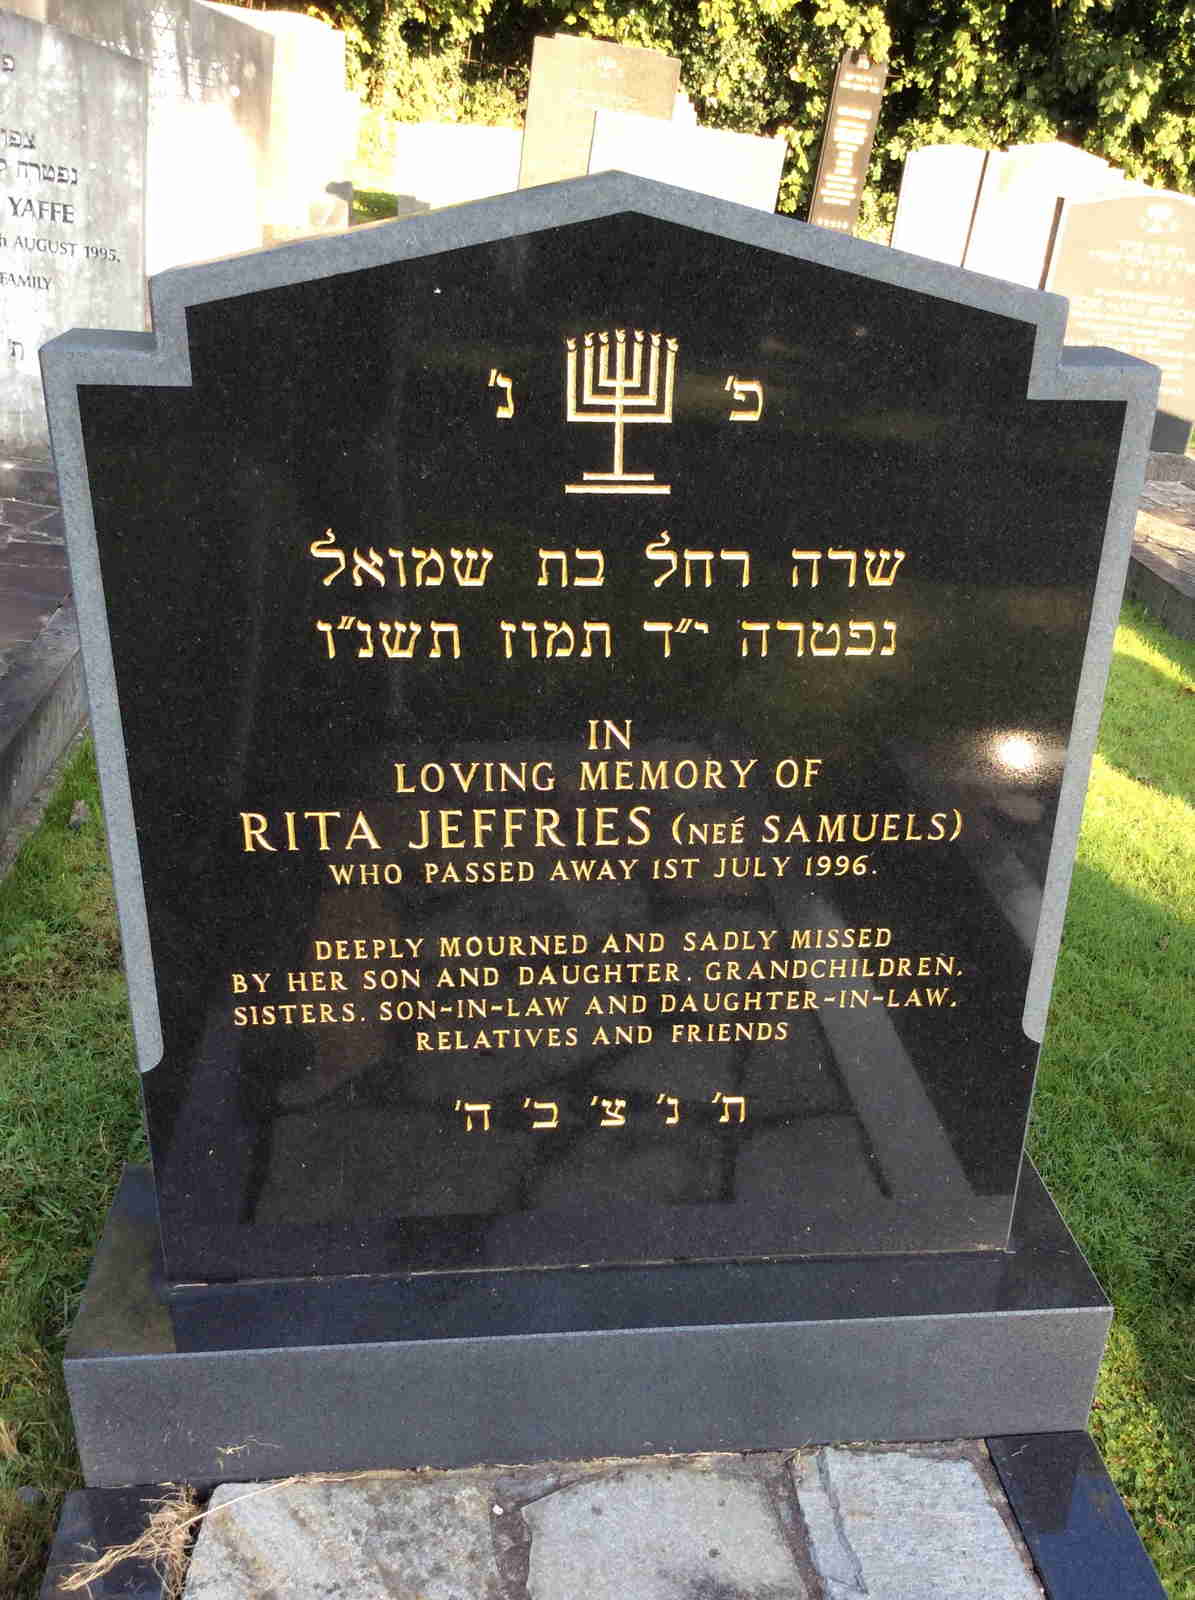 פ' נ'
שרה רחל בת שמואל
נפטרה י"ד תמוז תשנ"ו
IN
LOVING MEMORY OF
RITA JEFFRIES (NEÉ SAMUELS)
WHO PASSED AWAY 1ST JULY 1996.
DEEPLY MOURNED AND SADLY MISSED
BY HER SON AND DAUGHTER, GRANDCHILDREN,
SISTERS, SON-IN-LAW AND DAUGHTER-IN-LAW,
RELATIVES AND FRIENDS
ת' נ' צ' ב' ה'
נפטרה
YAFFE
AUGUST 1995.
FAMILY